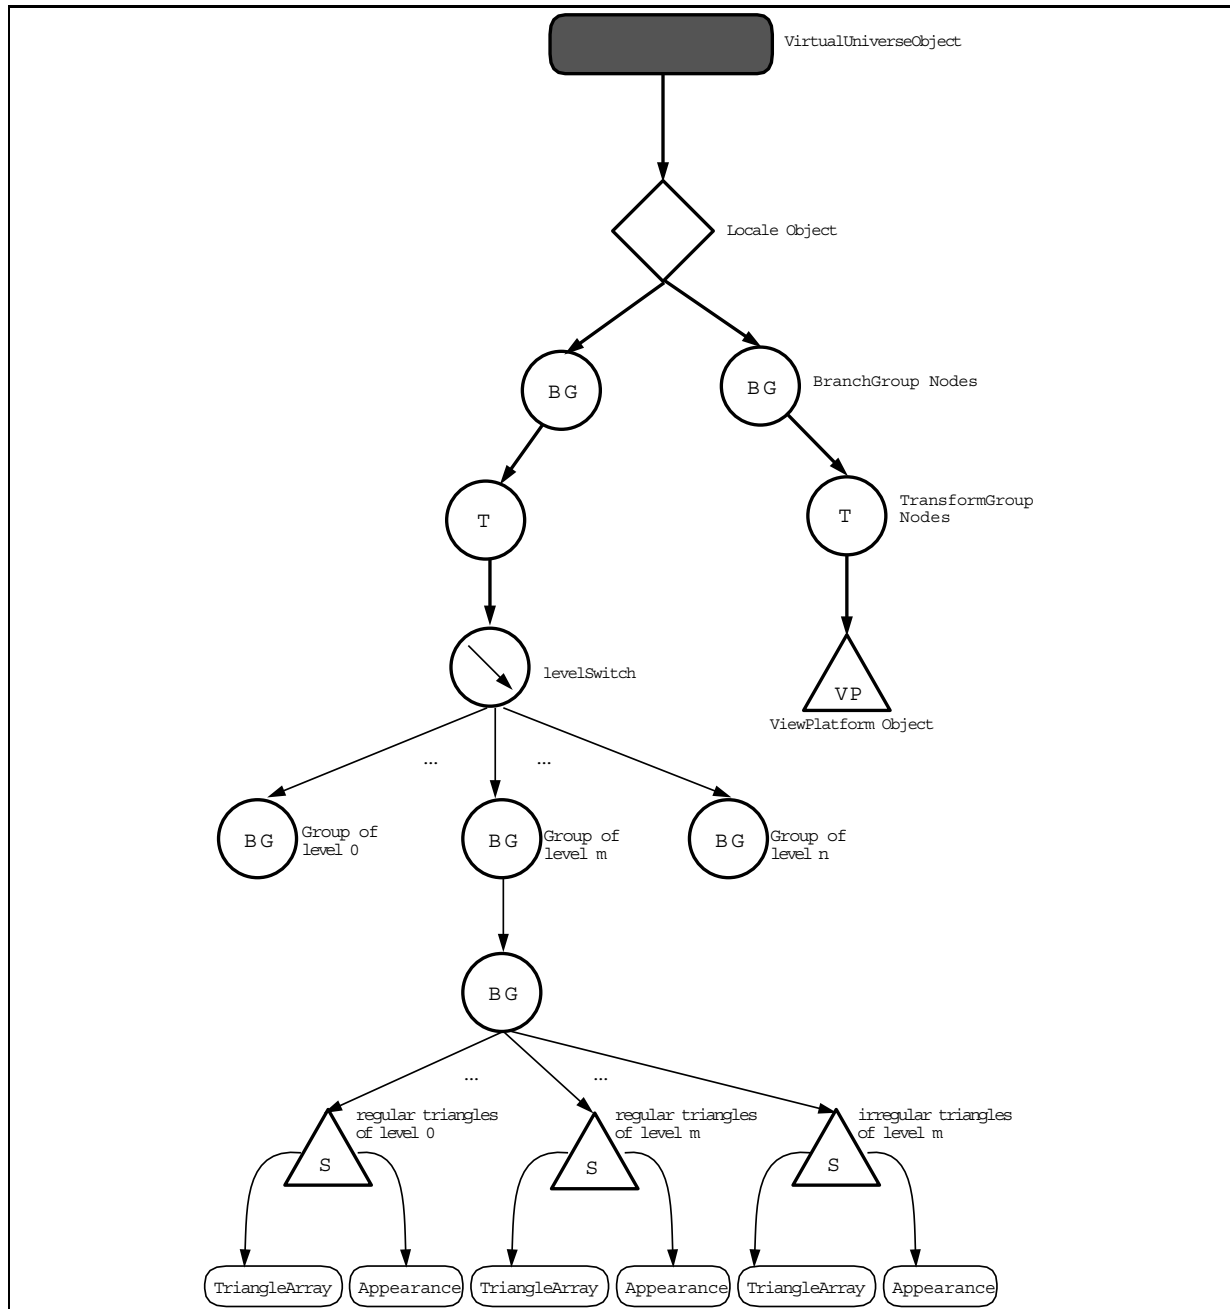 VirtualUniverseObject
Locale Object
BG
BG
BranchGroup Nodes
T
T
TransformGroup
Nodes
levelSwitch
VP
ViewPlatform Object
...
...
BG
Group of
level 0
BG
Group of
level m
BG
Group of
level n
BG
...
...
regular triangles
of level 0
regular triangles
of level m
irregular triangles
of level m
S
S
S
TriangleArray
Appearance
TriangleArray
Appearance
TriangleArray
Appearance